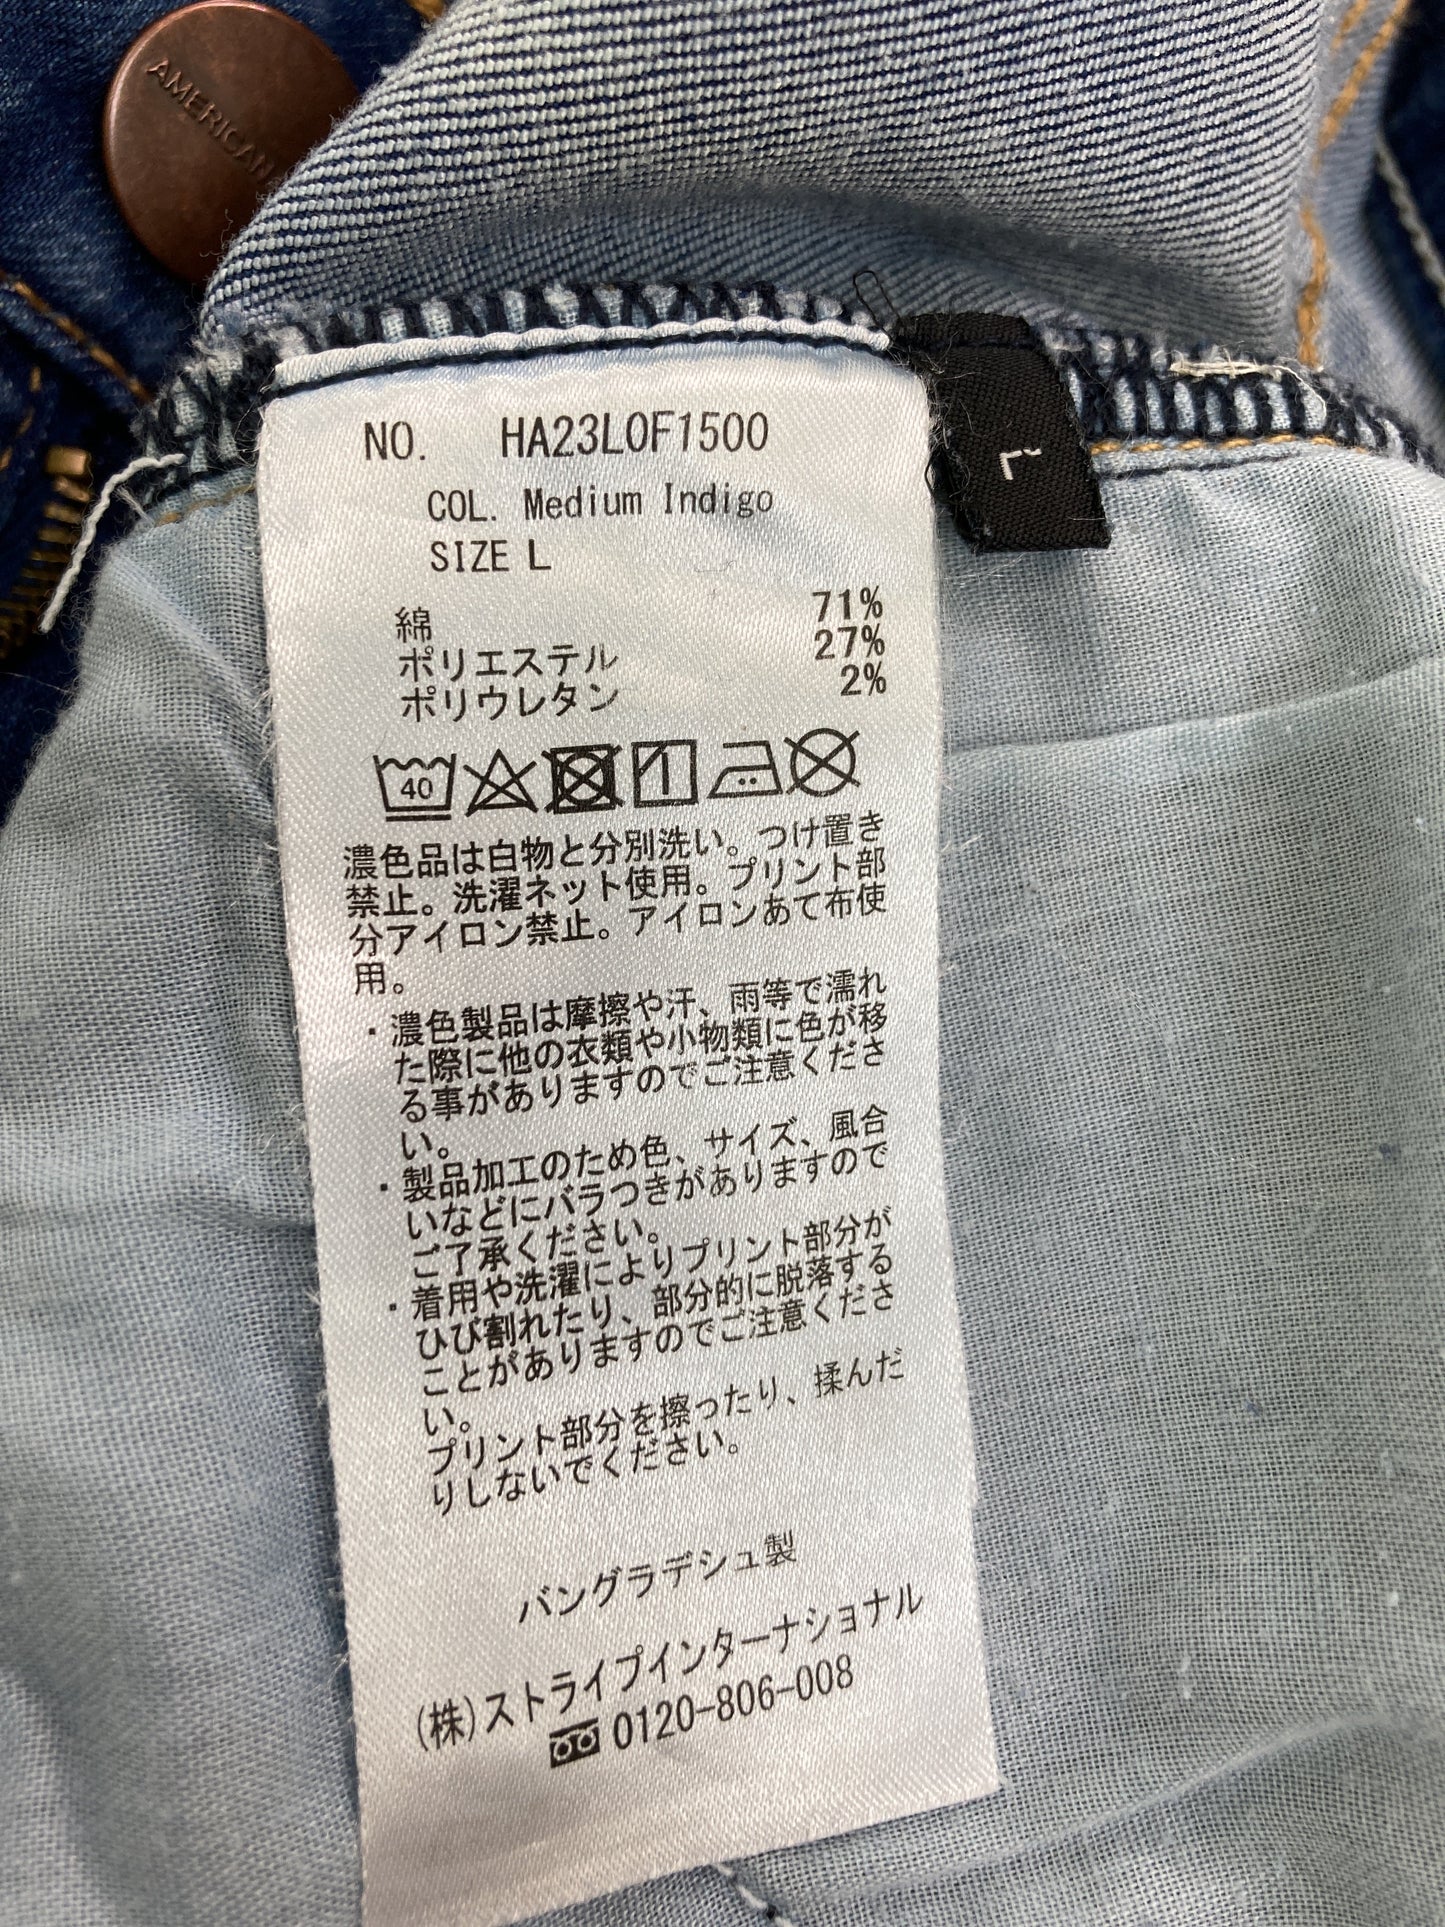 AMERICAN
NO. HA23L0F1500
L
COL. Medium Indigo
SIZE L
綿 71%
ポリエステル 27%
ポリウレタン 2%
40
濃色品は白物と分別洗い。つけ置き
禁止。洗濯ネット使用。プリント部
分アイロン禁止。アイロンあて布使
用。
・濃色製品は摩擦や汗、雨等で濡れ
た際に他の衣類や小物類に色が移
る事がありますのでご注意くださ
い。
・製品加工のため色、サイズ、風合
いなどにバラつきがありますので
ご了承ください。
・着用や洗濯によりプリント部分が
ひび割れたり、部分的に脱落する
ことがありますのでご注意くださ
い。
プリント部分を擦ったり、揉んだ
りしないでください。
バングラデシュ製
(株)ストライプインターナショナル
0120-806-008